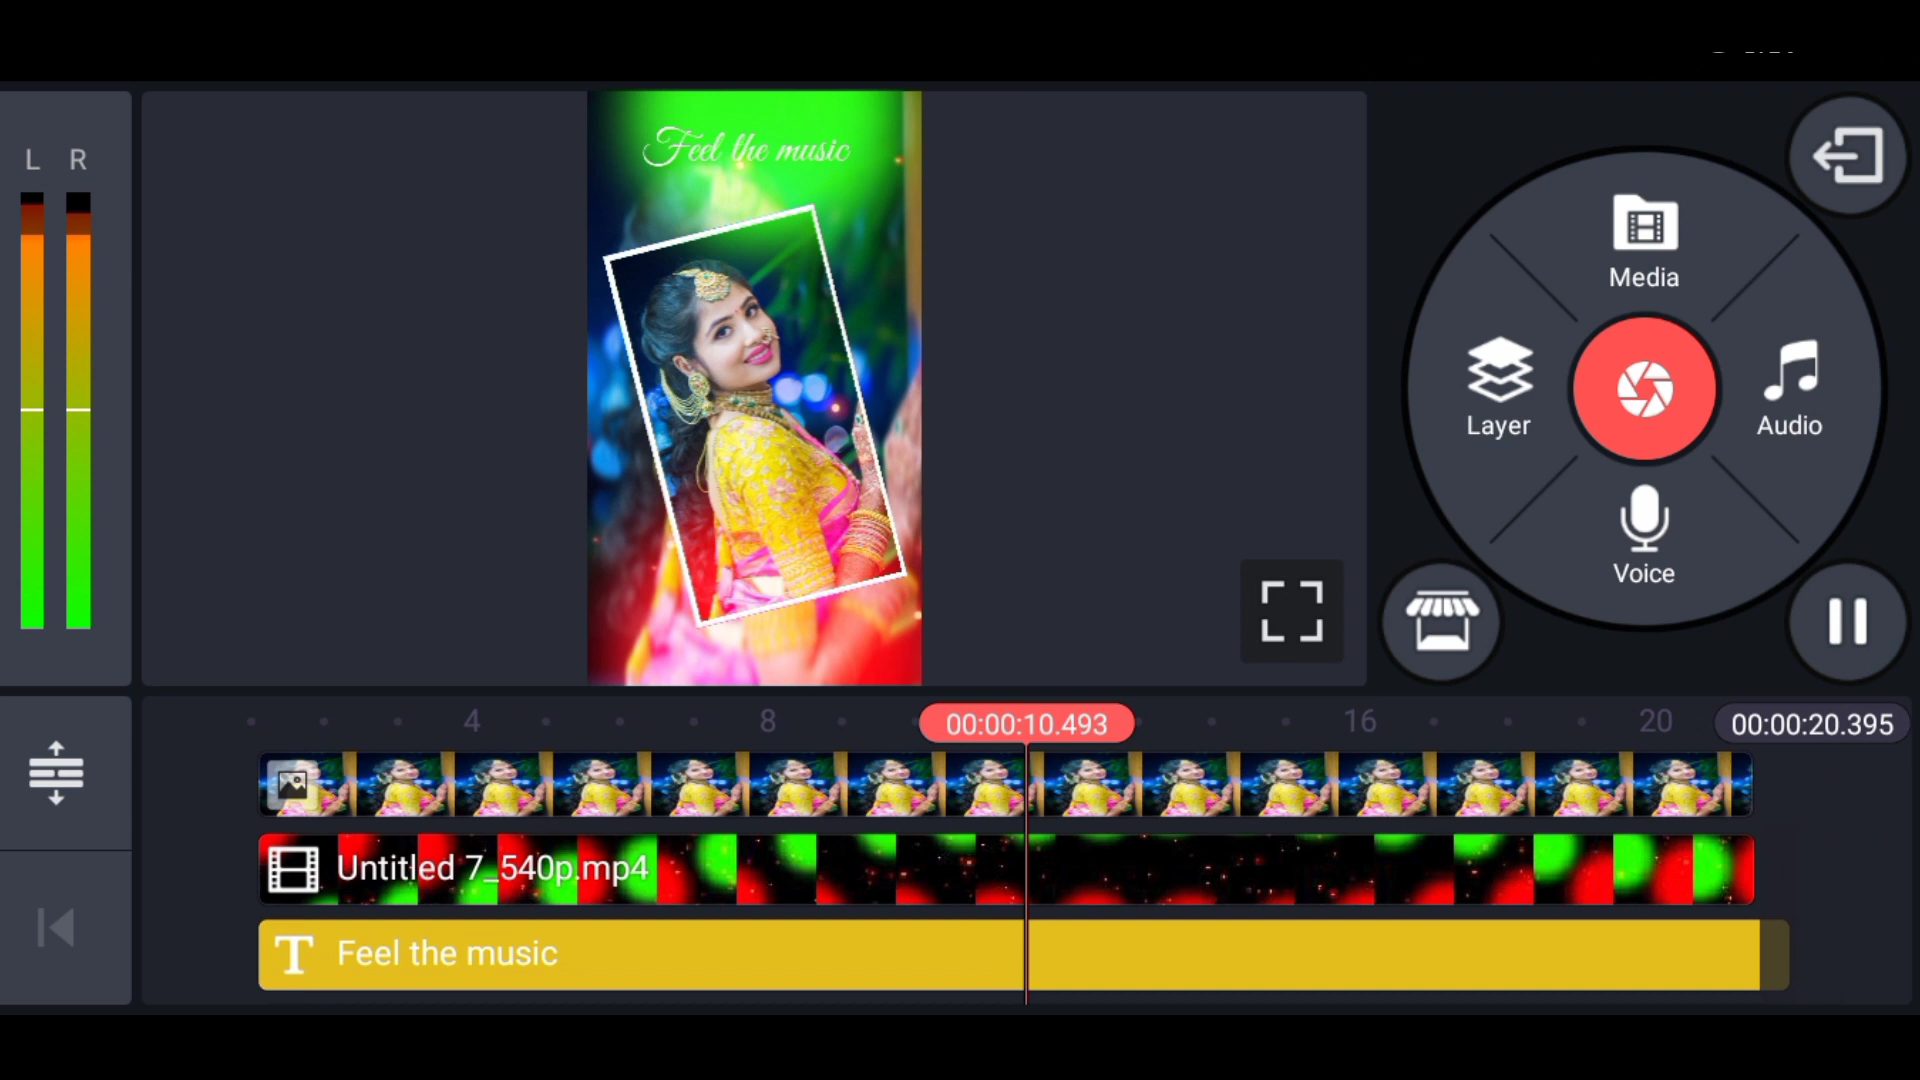 L R
Feel the music
Media
Layer
Audio
Voice
4
8
00:00:10.493
16
20
00:00:20.395
Untitled 7_540p.mp4
T Feel the music